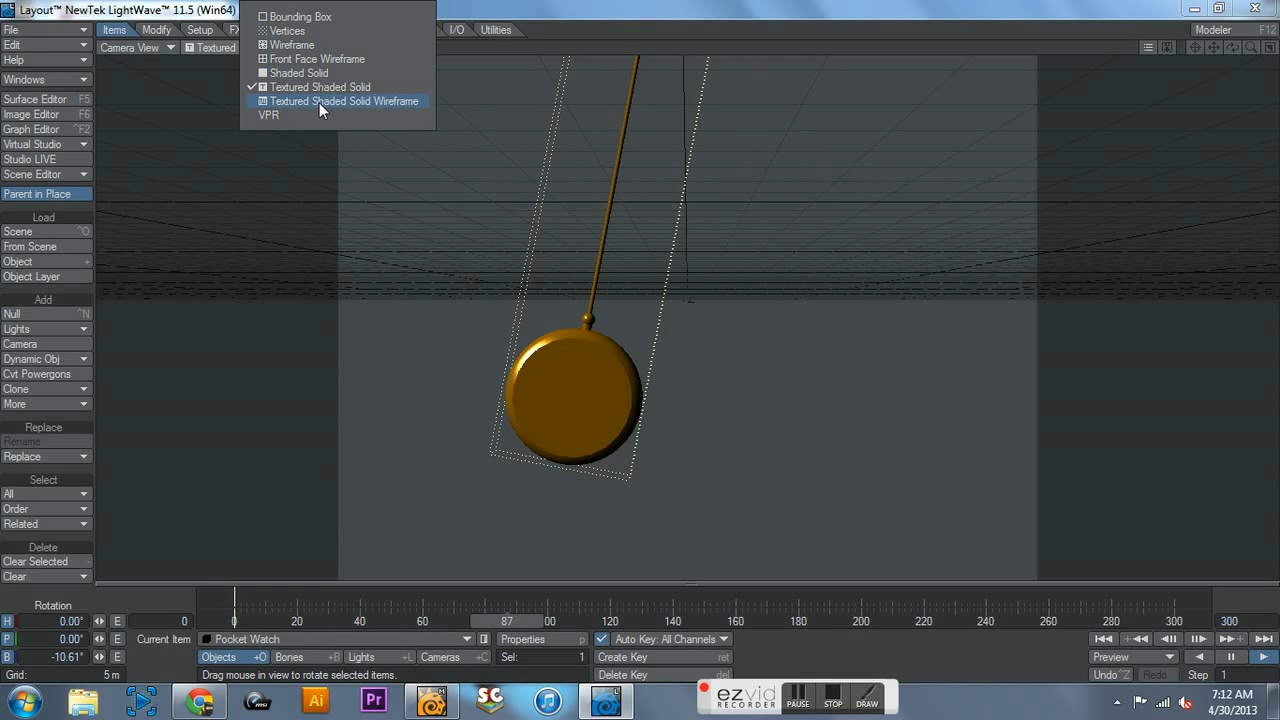 Layout™ NewTek LightWave™ 11.5 (Win64)
File
Items
Modify
Setup
I/O
Utilities
Modeler
F12
Edit
Help
Camera View
Textured
Bounding Box
Vertices
Wireframe
Front Face Wireframe
Shaded Solid
Textured Shaded Solid
Textured Shaded Solid Wireframe
VPR
Windows
Surface Editor F5
Image Editor F6
Graph Editor ^F2
Virtual Studio
Studio LIVE
Scene Editor
Parent in Place
Load
Scene ^O
From Scene
Object +
Object Layer
Add
Null ^N
Lights
Camera
Dynamic Obj
Cvt Powergons
Clone
More
Replace
Rename
Replace
Select
All
Order
Related
Delete
Clear Selected -
Clear
Rotation
H 0.00° E 0
P 0.00° E
B -10.61° E
Grid: 5 m
0 20 40 60 87 00 120 140 160 180 200 220 240 260 280 300 300
Current Item Pocket Watch Properties p Auto Key: All Channels
Objects +O Bones +B Lights +L Cameras +C Sel: 1 Create Key ret
Drag mouse in view to rotate selected items. Delete Key del
Preview
Undo ^Z Redo Step 1
ezvid
RECORDER
PAUSE STOP DRAW
Ai
Pr
SC
7:12 AM
4/30/2013